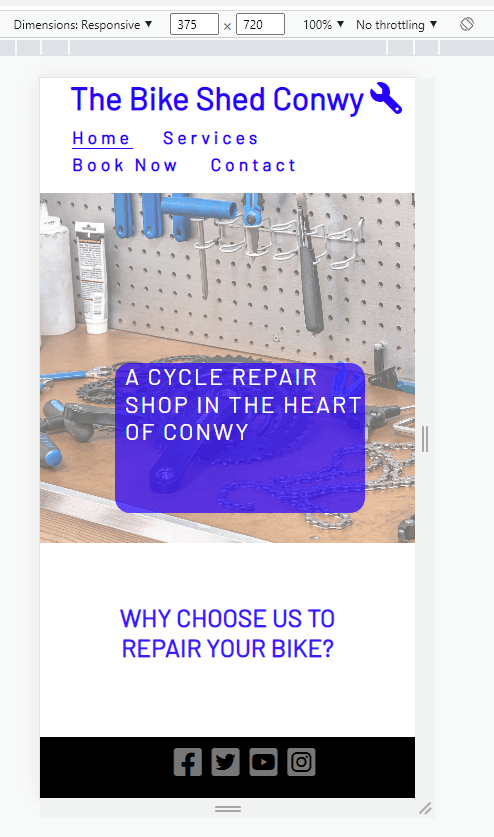 Dimensions: Responsive ▼ 375 × 720 100% ▼ No throttling ▼
The Bike Shed Conwy
Home Services
Book Now Contact
A CYCLE REPAIR
SHOP IN THE HEART
OF CONWY
WHY CHOOSE US TO
REPAIR YOUR BIKE?